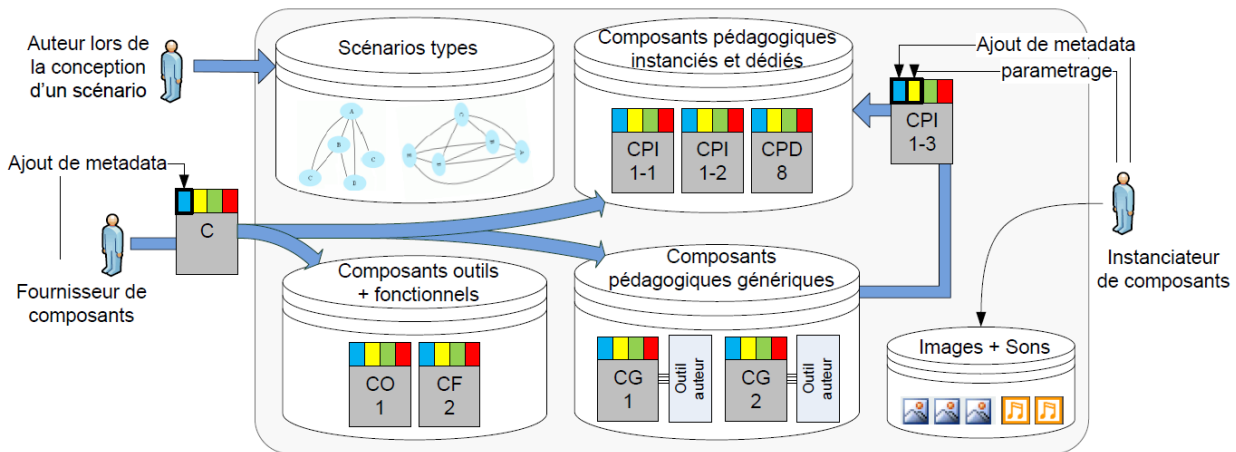 Auteur lors de
la conception
d'un scénario
Scénarios types
A
B
C
C
D
Composants pédagogiques
instanciés et dédiés
CPI
1-1
CPI
1-2
CPD
8
Ajout de metadata
parametrage
CPI
1-3
Ajout de metadata
C
Fournisseur de
composants
Composants outils
+ fonctionnels
CO
1
CF
2
Composants
pédagogiques génériques
CG
1
Outil
auteur
CG
2
Outil
auteur
Instanciateur
de composants
Images + Sons